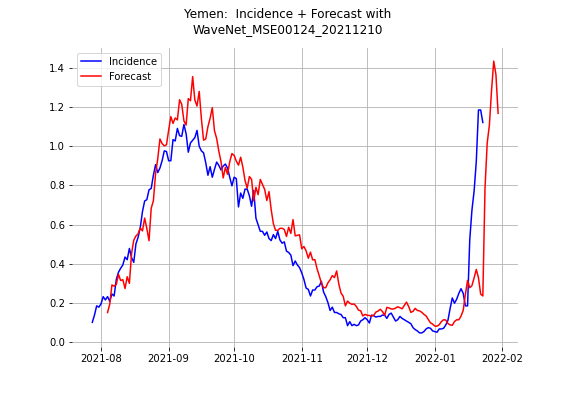 Yemen:  Incidence + Forecast with
WaveNet_MSE00124_20211210
Incidence
Forecast
1.4
1.2
1.0
0.8
0.6
0.4
0.2
0.0
2021-08 2021-09 2021-10 2021-11 2021-12 2022-01 2022-02